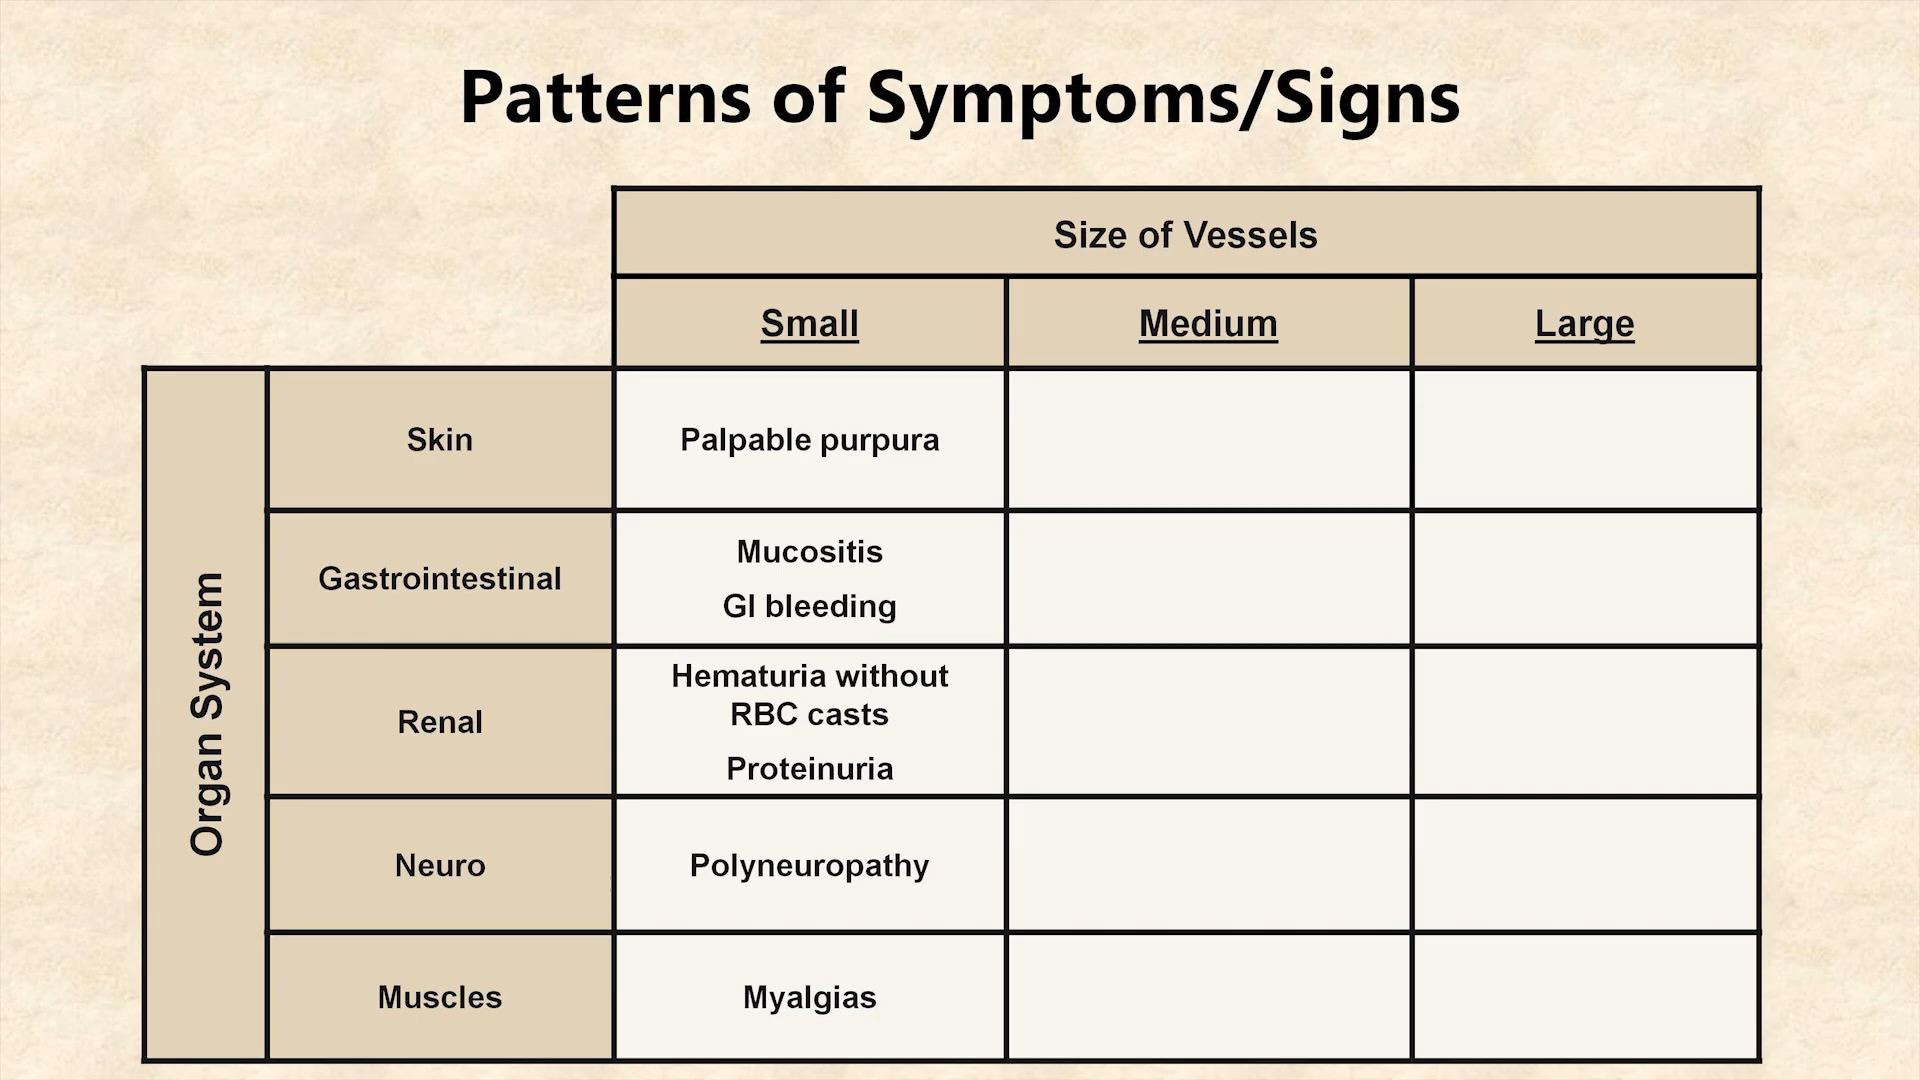 Patterns of Symptoms/Signs
Size of Vessels
Small
Medium
Large
Organ System
Skin
Palpable purpura
Gastrointestinal
Mucositis
GI bleeding
Renal
Hematuria without
RBC casts
Proteinuria
Neuro
Polyneuropathy
Muscles
Myalgias